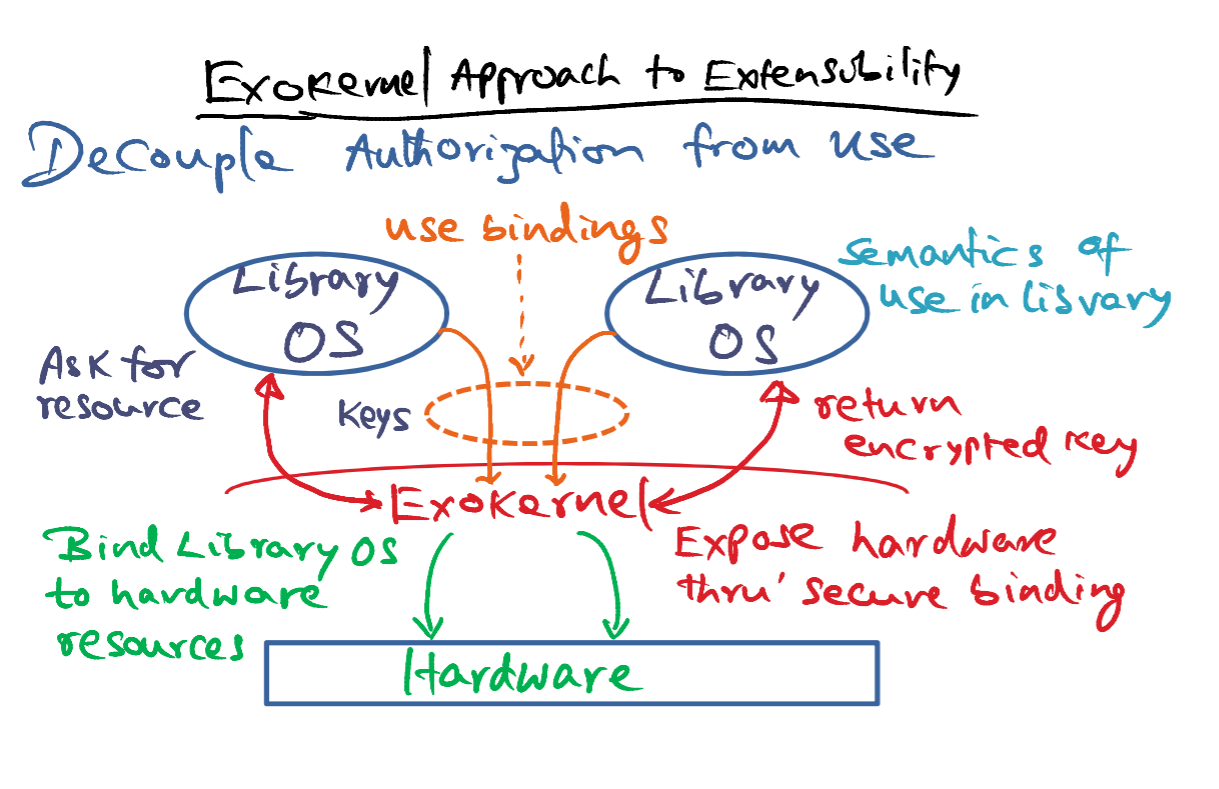 Exokernel Approach to Extensibility
Decouple Authorization from use
use bindings
Library
OS
Library
OS
semantics of
use in library
Ask for
resource
Keys
return
encrypted key
Exokernel
Bind Library OS
to hardware
resources
Expose hardware
thru' secure binding
Hardware